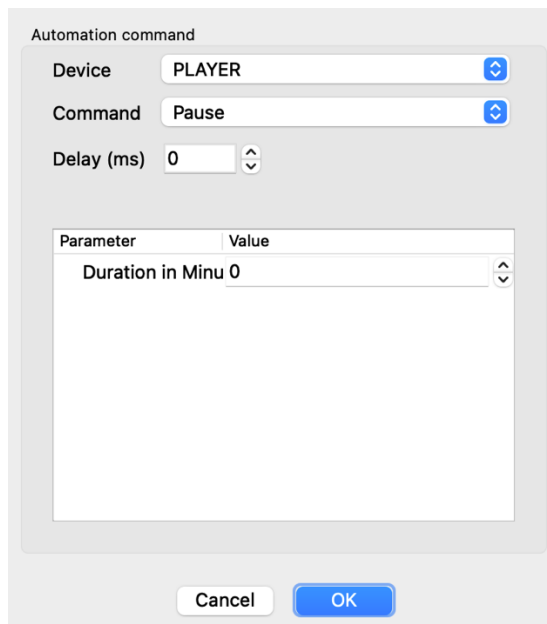 Automation command
Device PLAYER
Command Pause
Delay (ms) 0
Parameter Value
Duration in Minu 0
Cancel OK